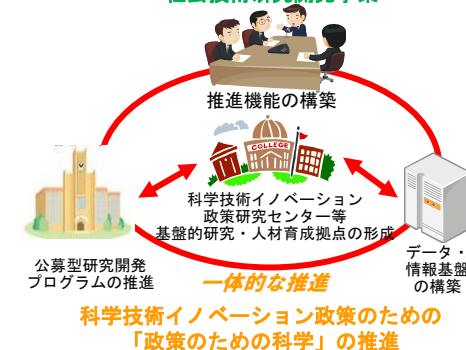 推進機能の構築
COLLEGE
科学技術イノベーション
政策研究センター等
基盤的研究・人材育成拠点の形成
公募型研究開発
プログラムの推進
データ・
情報基盤
の構築
一体的な推進
科学技術イノベーション政策のための
「政策のための科学」の推進